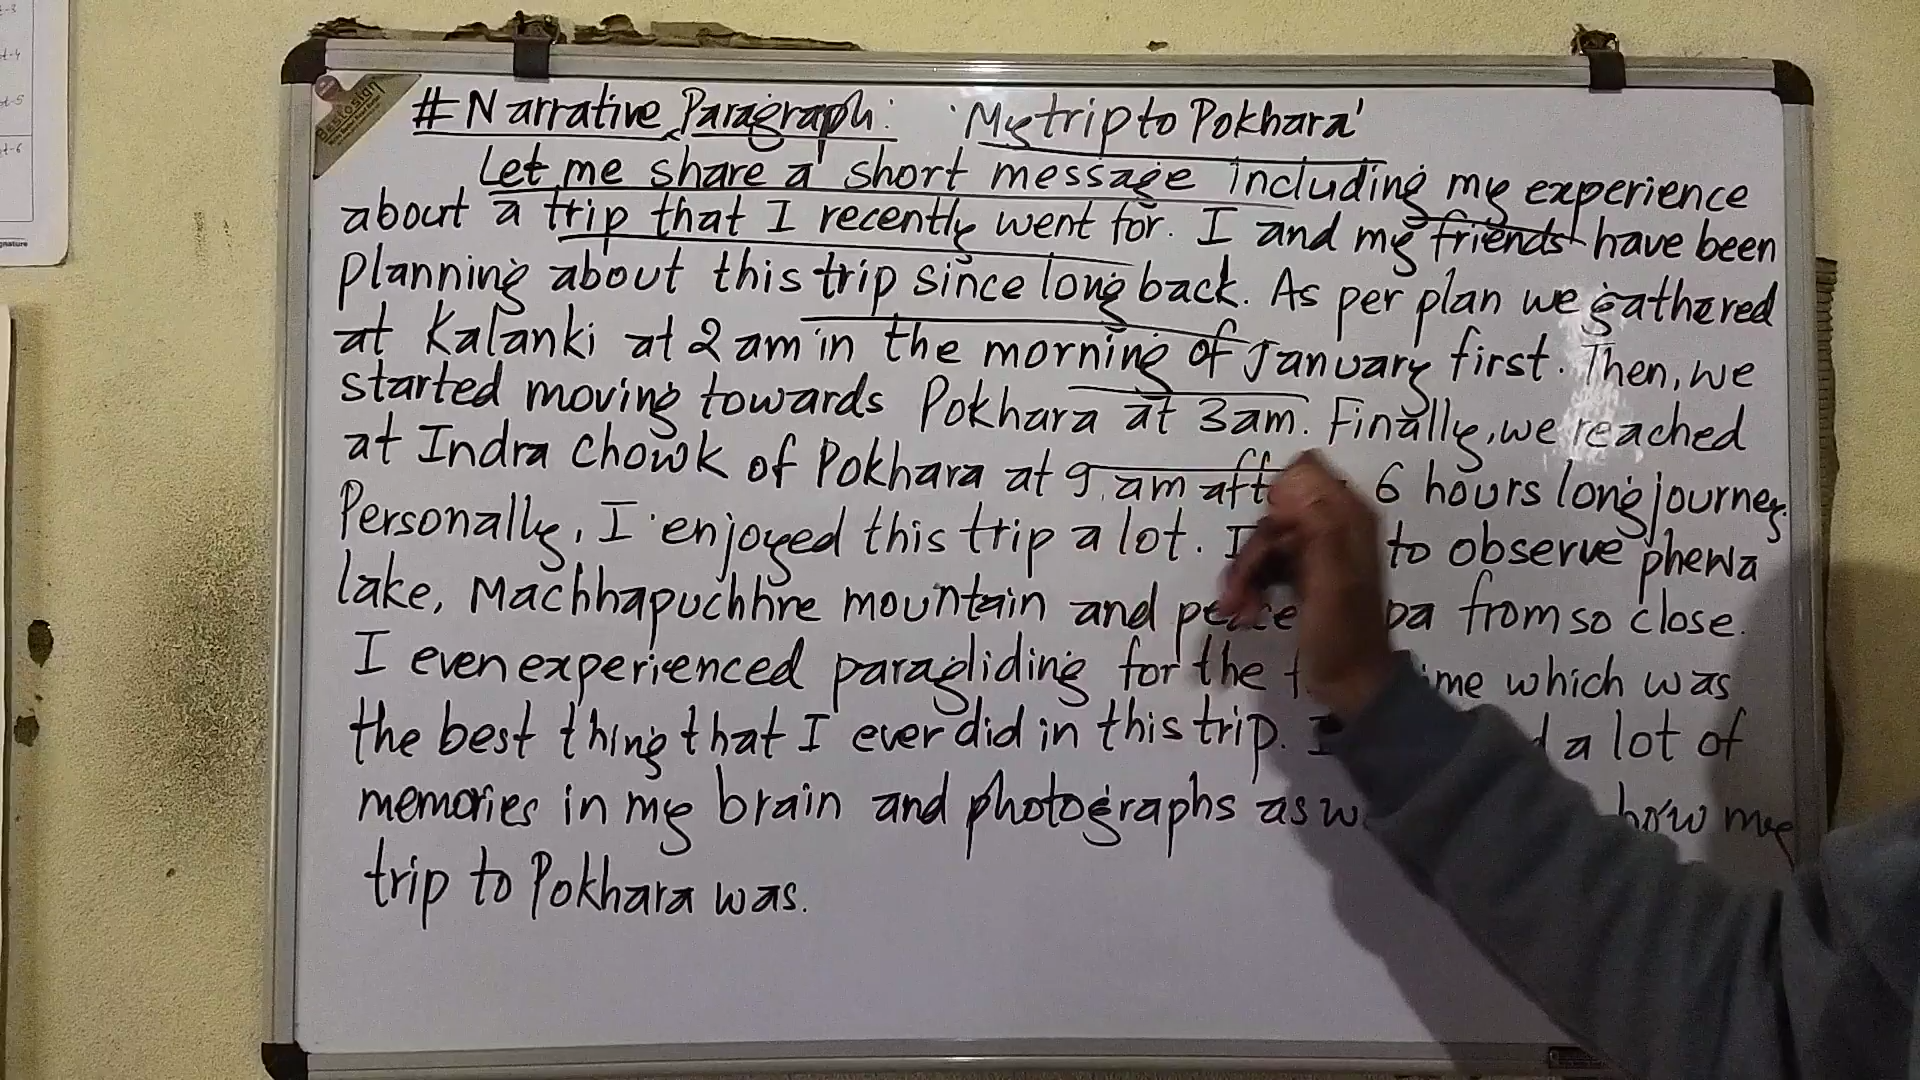 t-3
t-4
t-5
t-6
gnature
Bestosign
#Narrative Paragraph: 'My trip to Pokhara'
Let me share a short message including my experience
about a trip that I recently went for. I and my friends have been
planning about this trip since long back. As per plan we gathered
at Kalanki at 2 am in the morning of January first. Then, we
started moving towards Pokhara at 3am. Finally, we reached
at Indra chowk of Pokhara at 9 am 6 hours long journey.
Personally, I enjoyed this trip a lot. I to observe phewa
lake, Machhapuchhre mountain and from so close.
I even experienced paragliding for the which was
the best thing that I ever did in this trip. I a lot of
memories in my brain and photographs as how my
trip to Pokhara was.